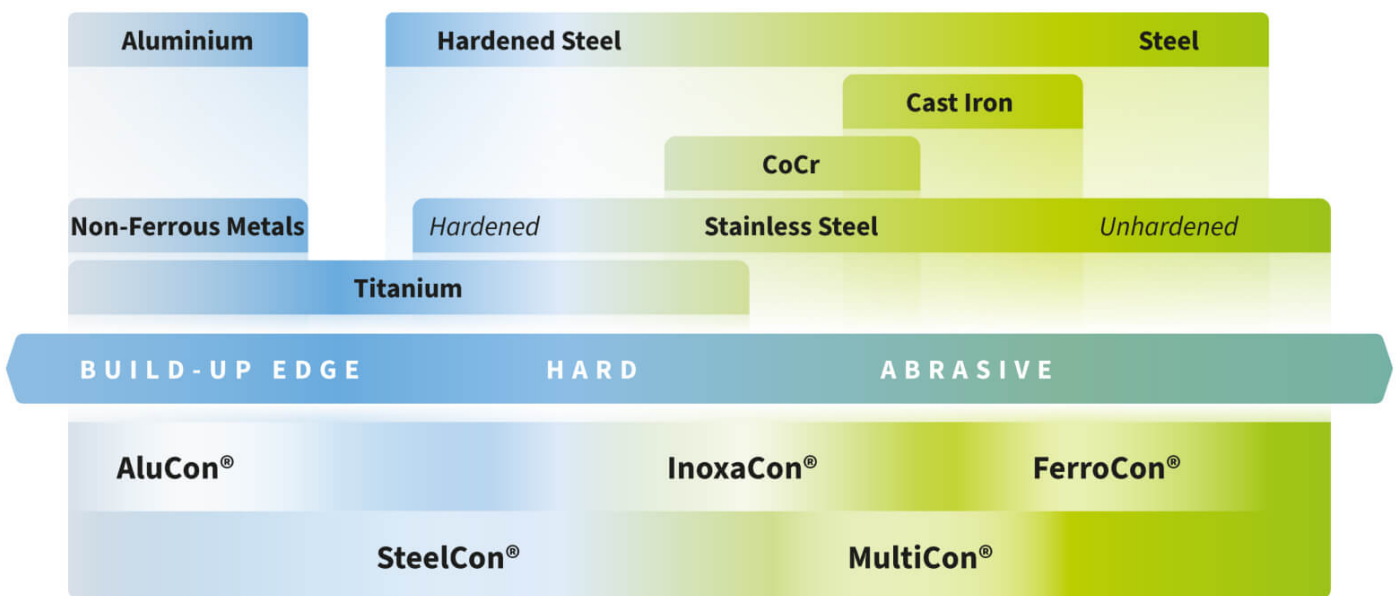 Aluminium
Hardened Steel Steel
Cast Iron
CoCr
Non-Ferrous Metals Hardened Stainless Steel Unhardened
Titanium
BUILD-UP EDGE HARD ABRASIVE
AluCon® InoxaCon® FerroCon®
SteelCon® MultiCon®